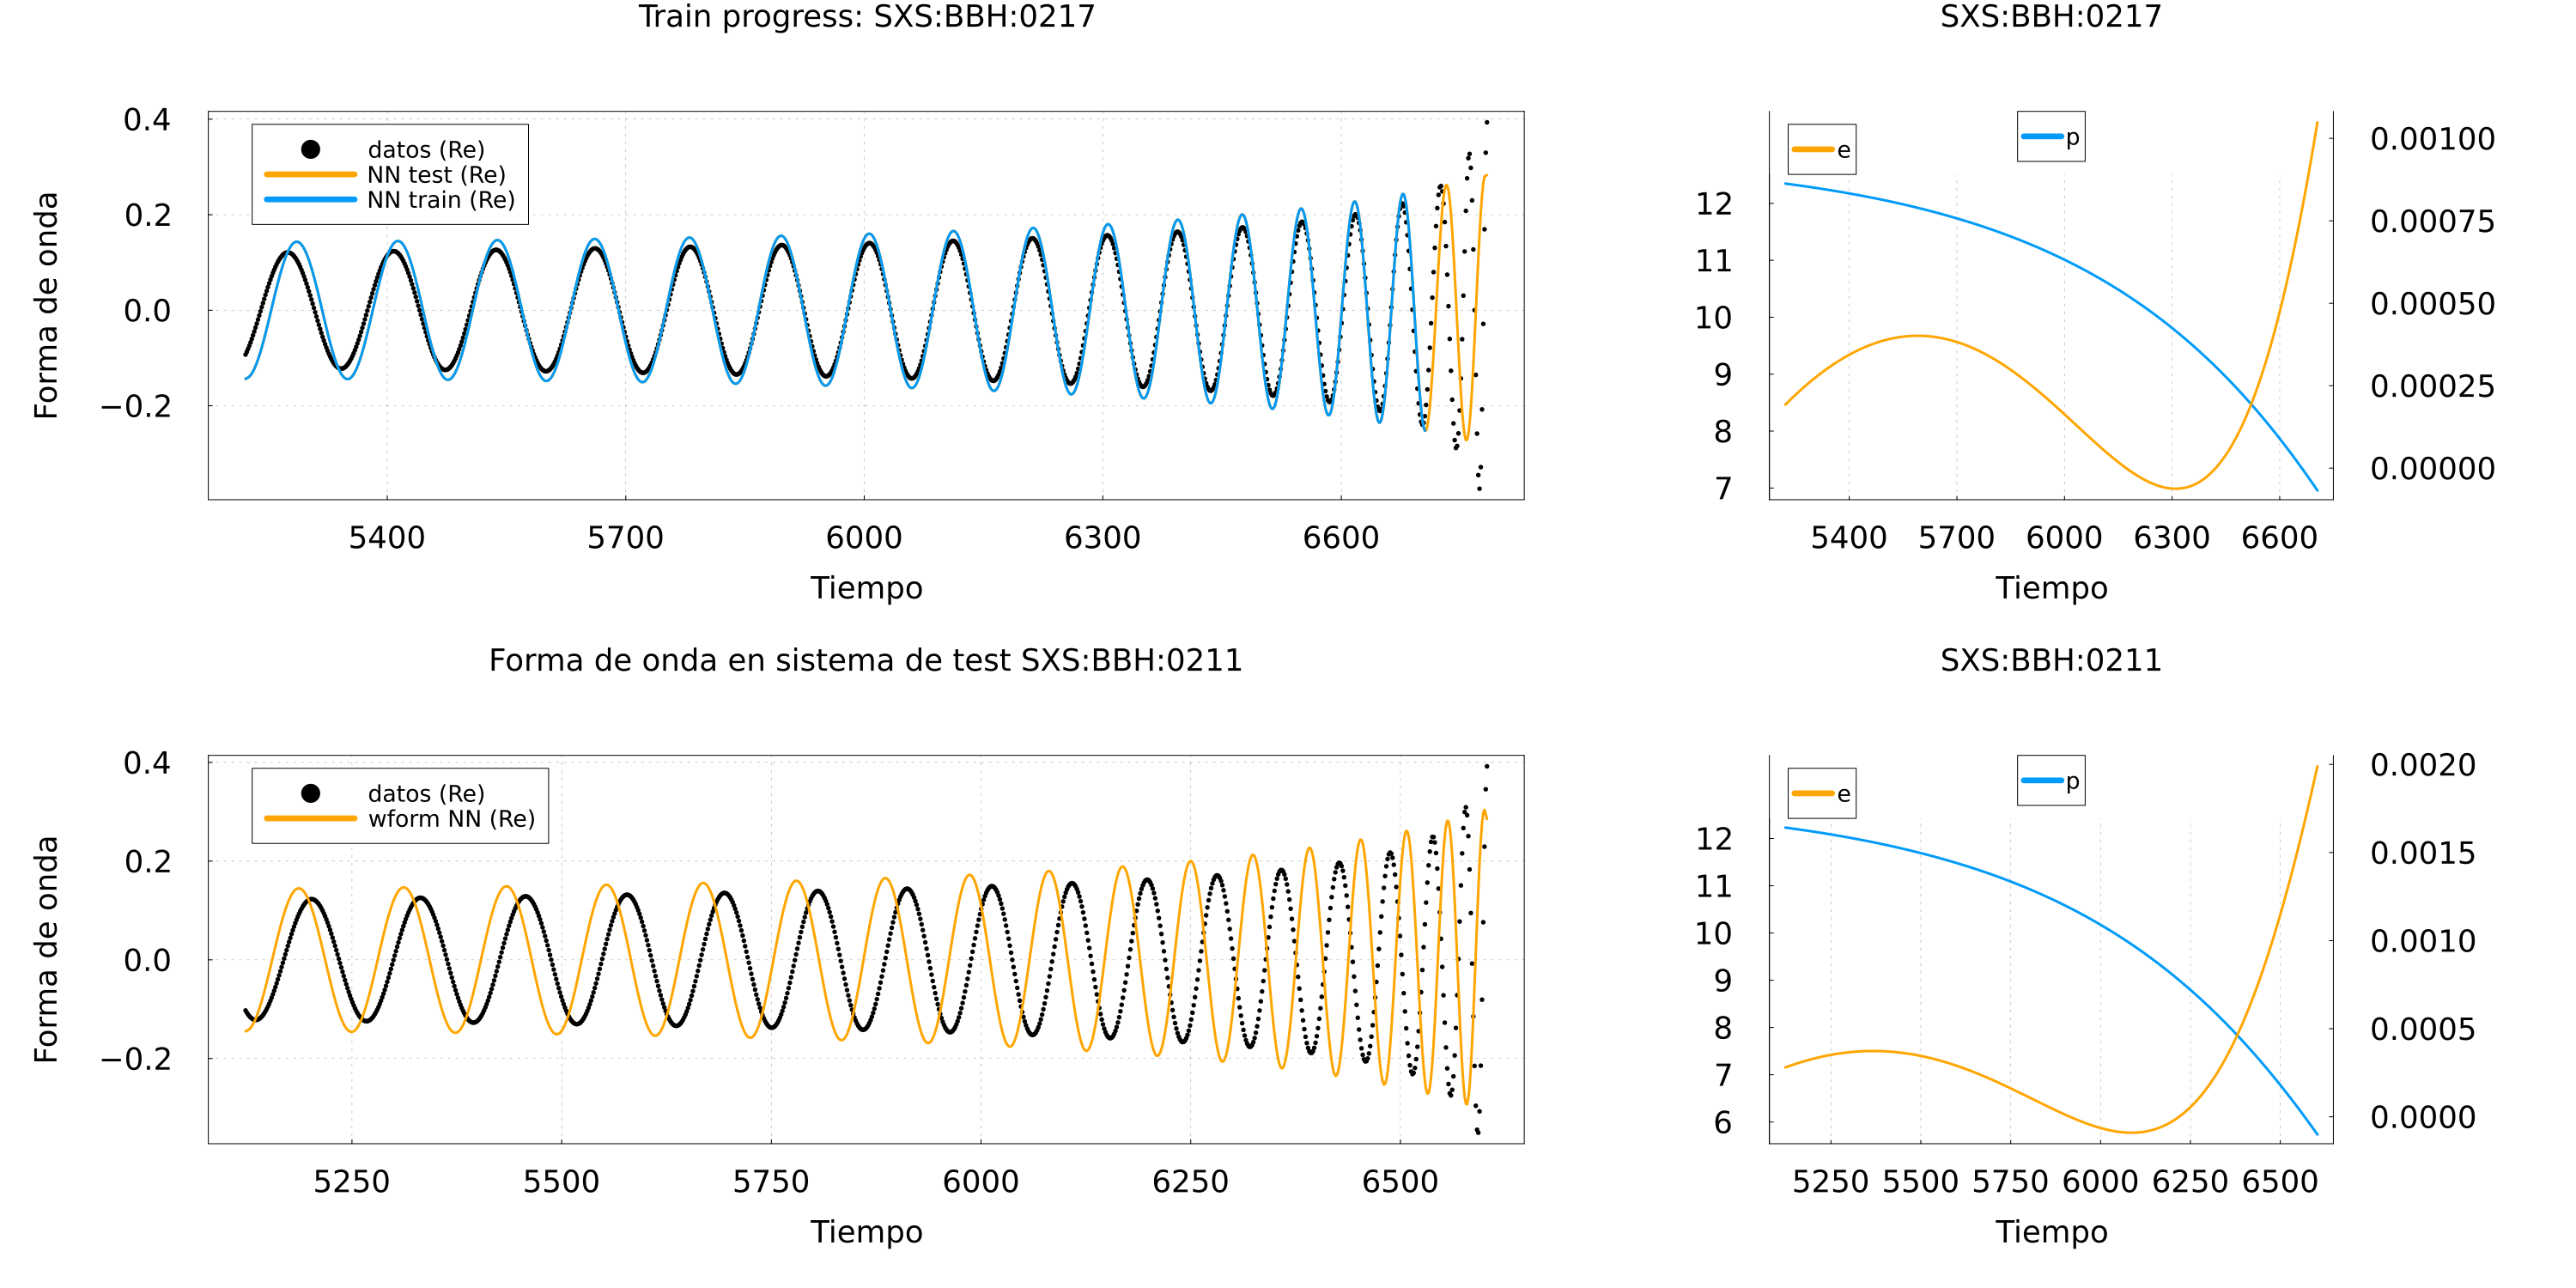 Train progress: SXS:BBH:0217
0.4
0.2
0.0
−0.2
Forma de onda
datos (Re)
NN test (Re)
NN train (Re)
5400 5700 6000 6300 6600
Tiempo
SXS:BBH:0217
e
p
12
11
10
9
8
7
0.00100
0.00075
0.00050
0.00025
0.00000
5400 5700 6000 6300 6600
Tiempo
Forma de onda en sistema de test SXS:BBH:0211
0.4
0.2
0.0
−0.2
Forma de onda
datos (Re)
wform NN (Re)
5250 5500 5750 6000 6250 6500
Tiempo
SXS:BBH:0211
e
p
12
11
10
9
8
7
6
0.0020
0.0015
0.0010
0.0005
0.0000
5250 5500 5750 6000 6250 6500
Tiempo